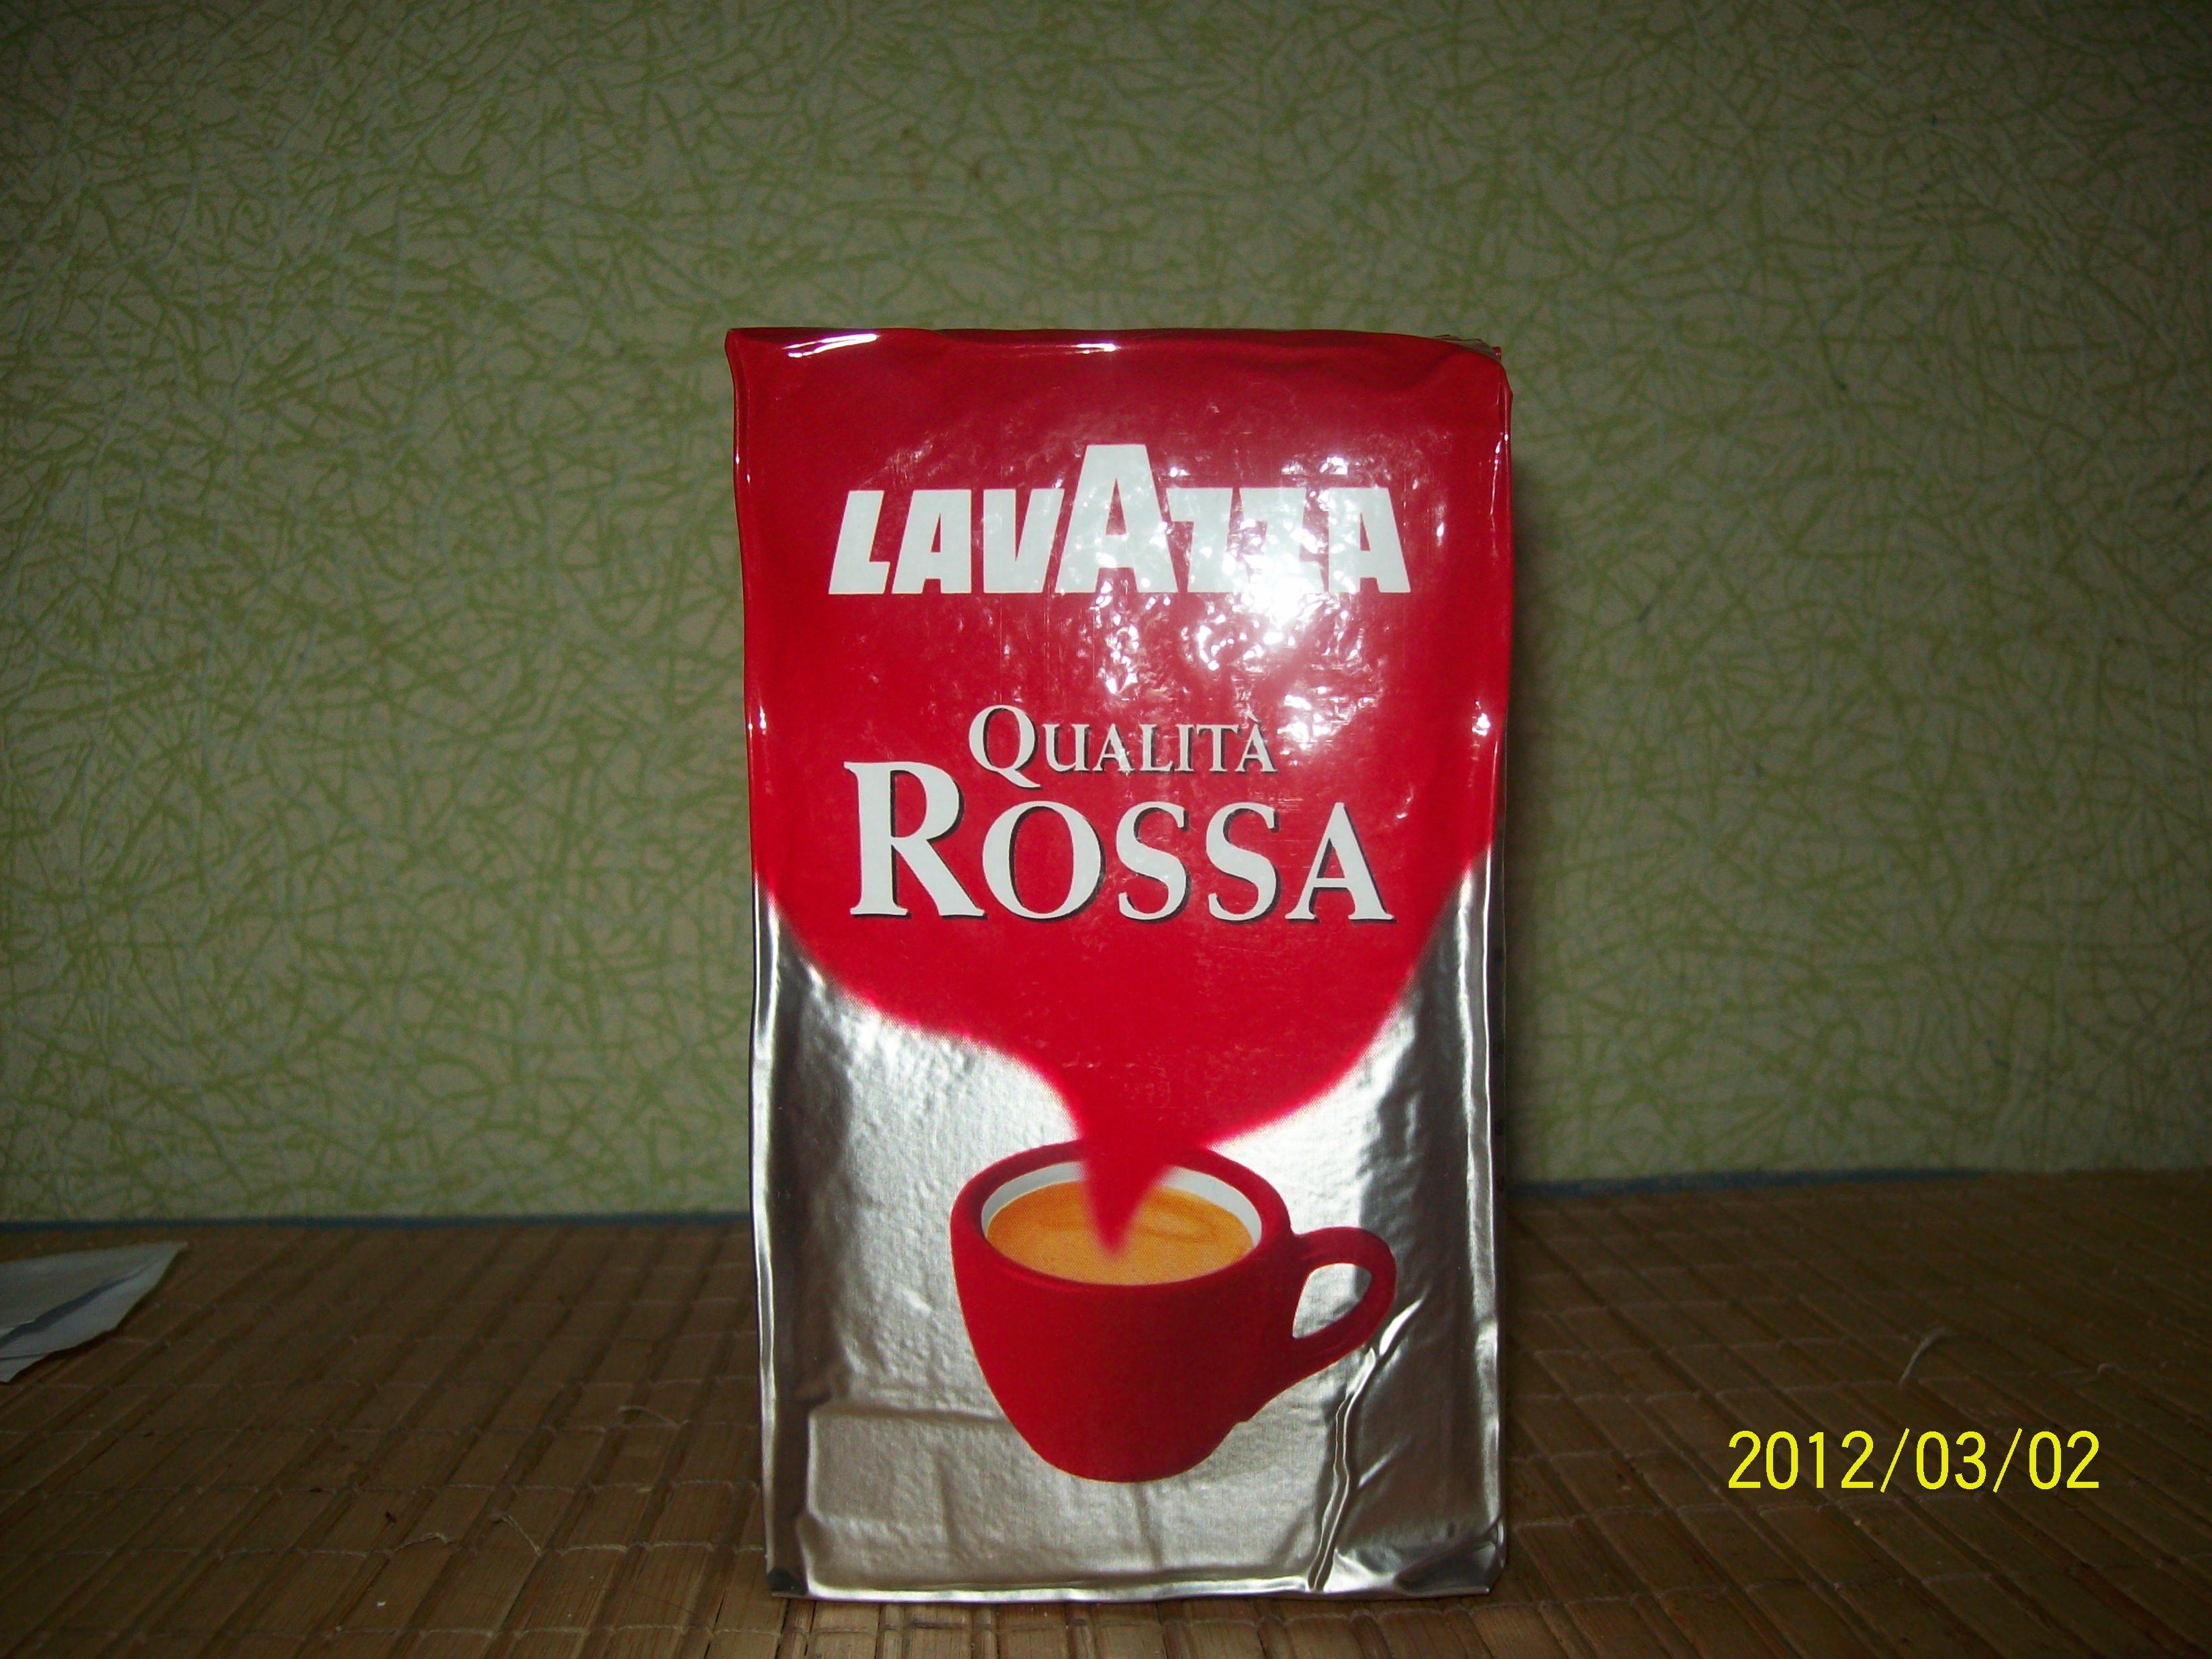 LAVAZZA
QUALITÀ
ROSSA
2012/03/02